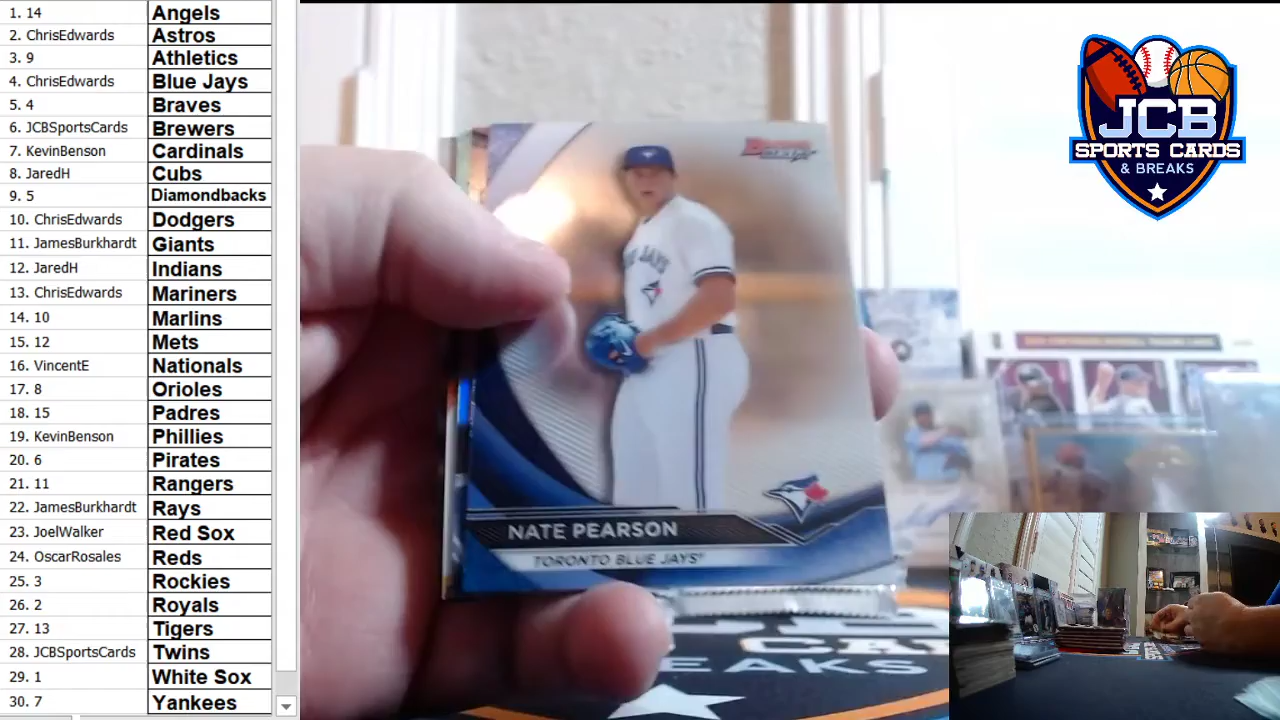 1. 14 Angels
2. ChrisEdwards Astros
3. 9 Athletics
4. ChrisEdwards Blue Jays
5. 4 Braves
6. JCBSportsCards Brewers
7. KevinBenson Cardinals
8. JaredH Cubs
9. 5 Diamondbacks
10. ChrisEdwards Dodgers
11. JamesBurkhardt Giants
12. JaredH Indians
13. ChrisEdwards Mariners
14. 10 Marlins
15. 12 Mets
16. VincentE Nationals
17. 8 Orioles
18. 15 Padres
19. KevinBenson Phillies
20. 6 Pirates
21. 11 Rangers
22. JamesBurkhardt Rays
23. JoelWalker Red Sox
24. OscarRosales Reds
25. 3 Rockies
26. 2 Royals
27. 13 Tigers
28. JCBSportsCards Twins
29. 1 White Sox
30. 7 Yankees
NATE PEARSON
TORONTO BLUE JAYS
JCB
SPORTS CARDS
& BREAKS
BREAKS